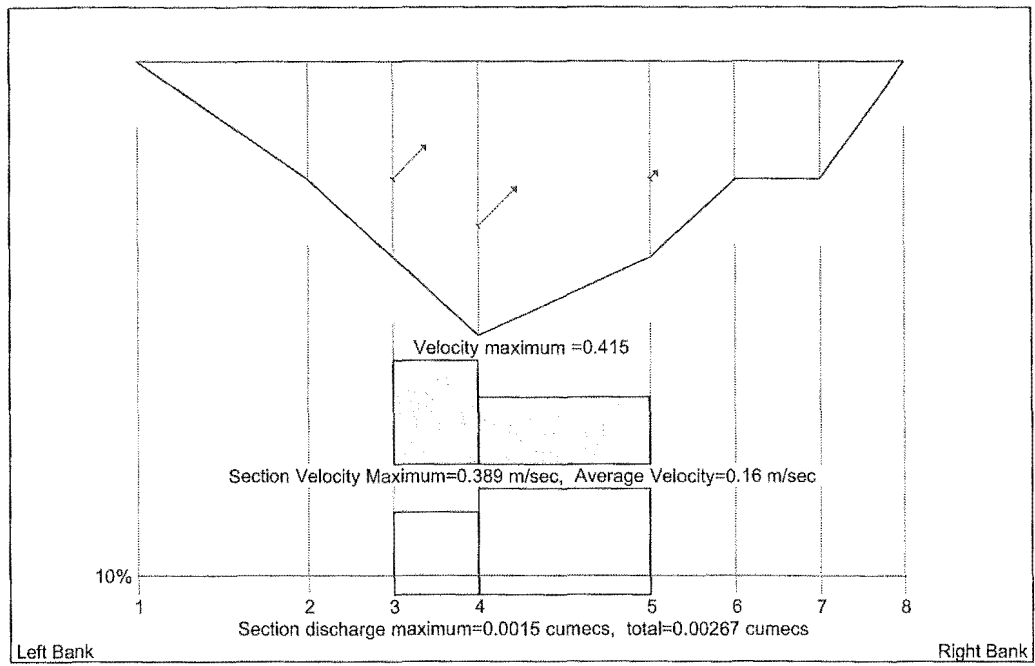 Velocity maximum =0.415
Section Velocity Maximum=0.389 m/sec, Average Velocity=0.16 m/sec
10%
1 2 3 4 5 6 7 8
Section discharge maximum=0.0015 cumecs, total=0.00267 cumecs
Left Bank Right Bank